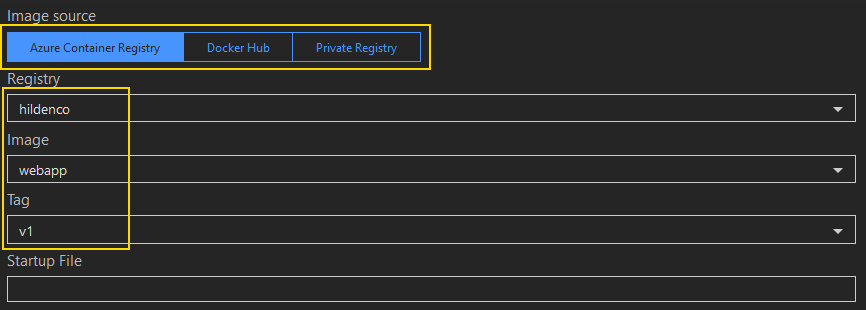 Image source
Azure Container Registry Docker Hub Private Registry
Registry
hildenco
Image
webapp
Tag
v1
Startup File